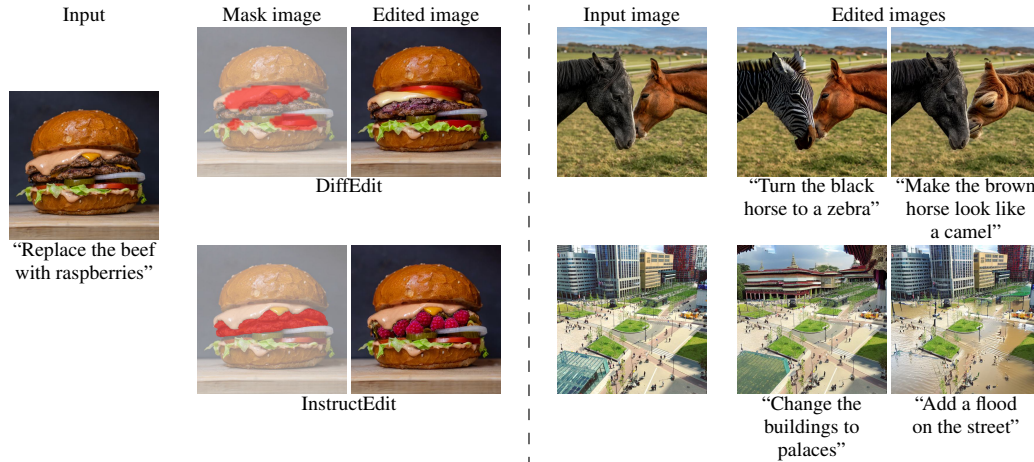 Input
Mask image
Edited image
DiffEdit
“Replace the beef
with raspberries”
InstructEdit
Input image
Edited images
“Turn the black
horse to a zebra”
“Make the brown
horse look like
a camel”
“Change the
buildings to
palaces”
“Add a flood
on the street”